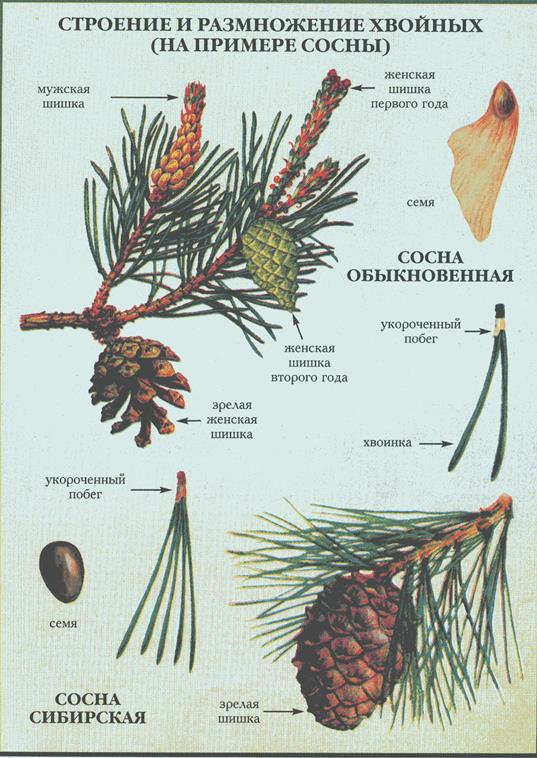 СТРОЕНИЕ И РАЗМНОЖЕНИЕ ХВОЙНЫХ
(НА ПРИМЕРЕ СОСНЫ)
мужская
шишка
женская
шишка
первого года
семя
СОСНА
ОБЫКНОВЕННАЯ
укороченный
побег
женская
шишка
второго года
зрелая
женская
шишка
хвоинка
укороченный
побег
семя
СОСНА
СИБИРСКАЯ
зрелая
шишка